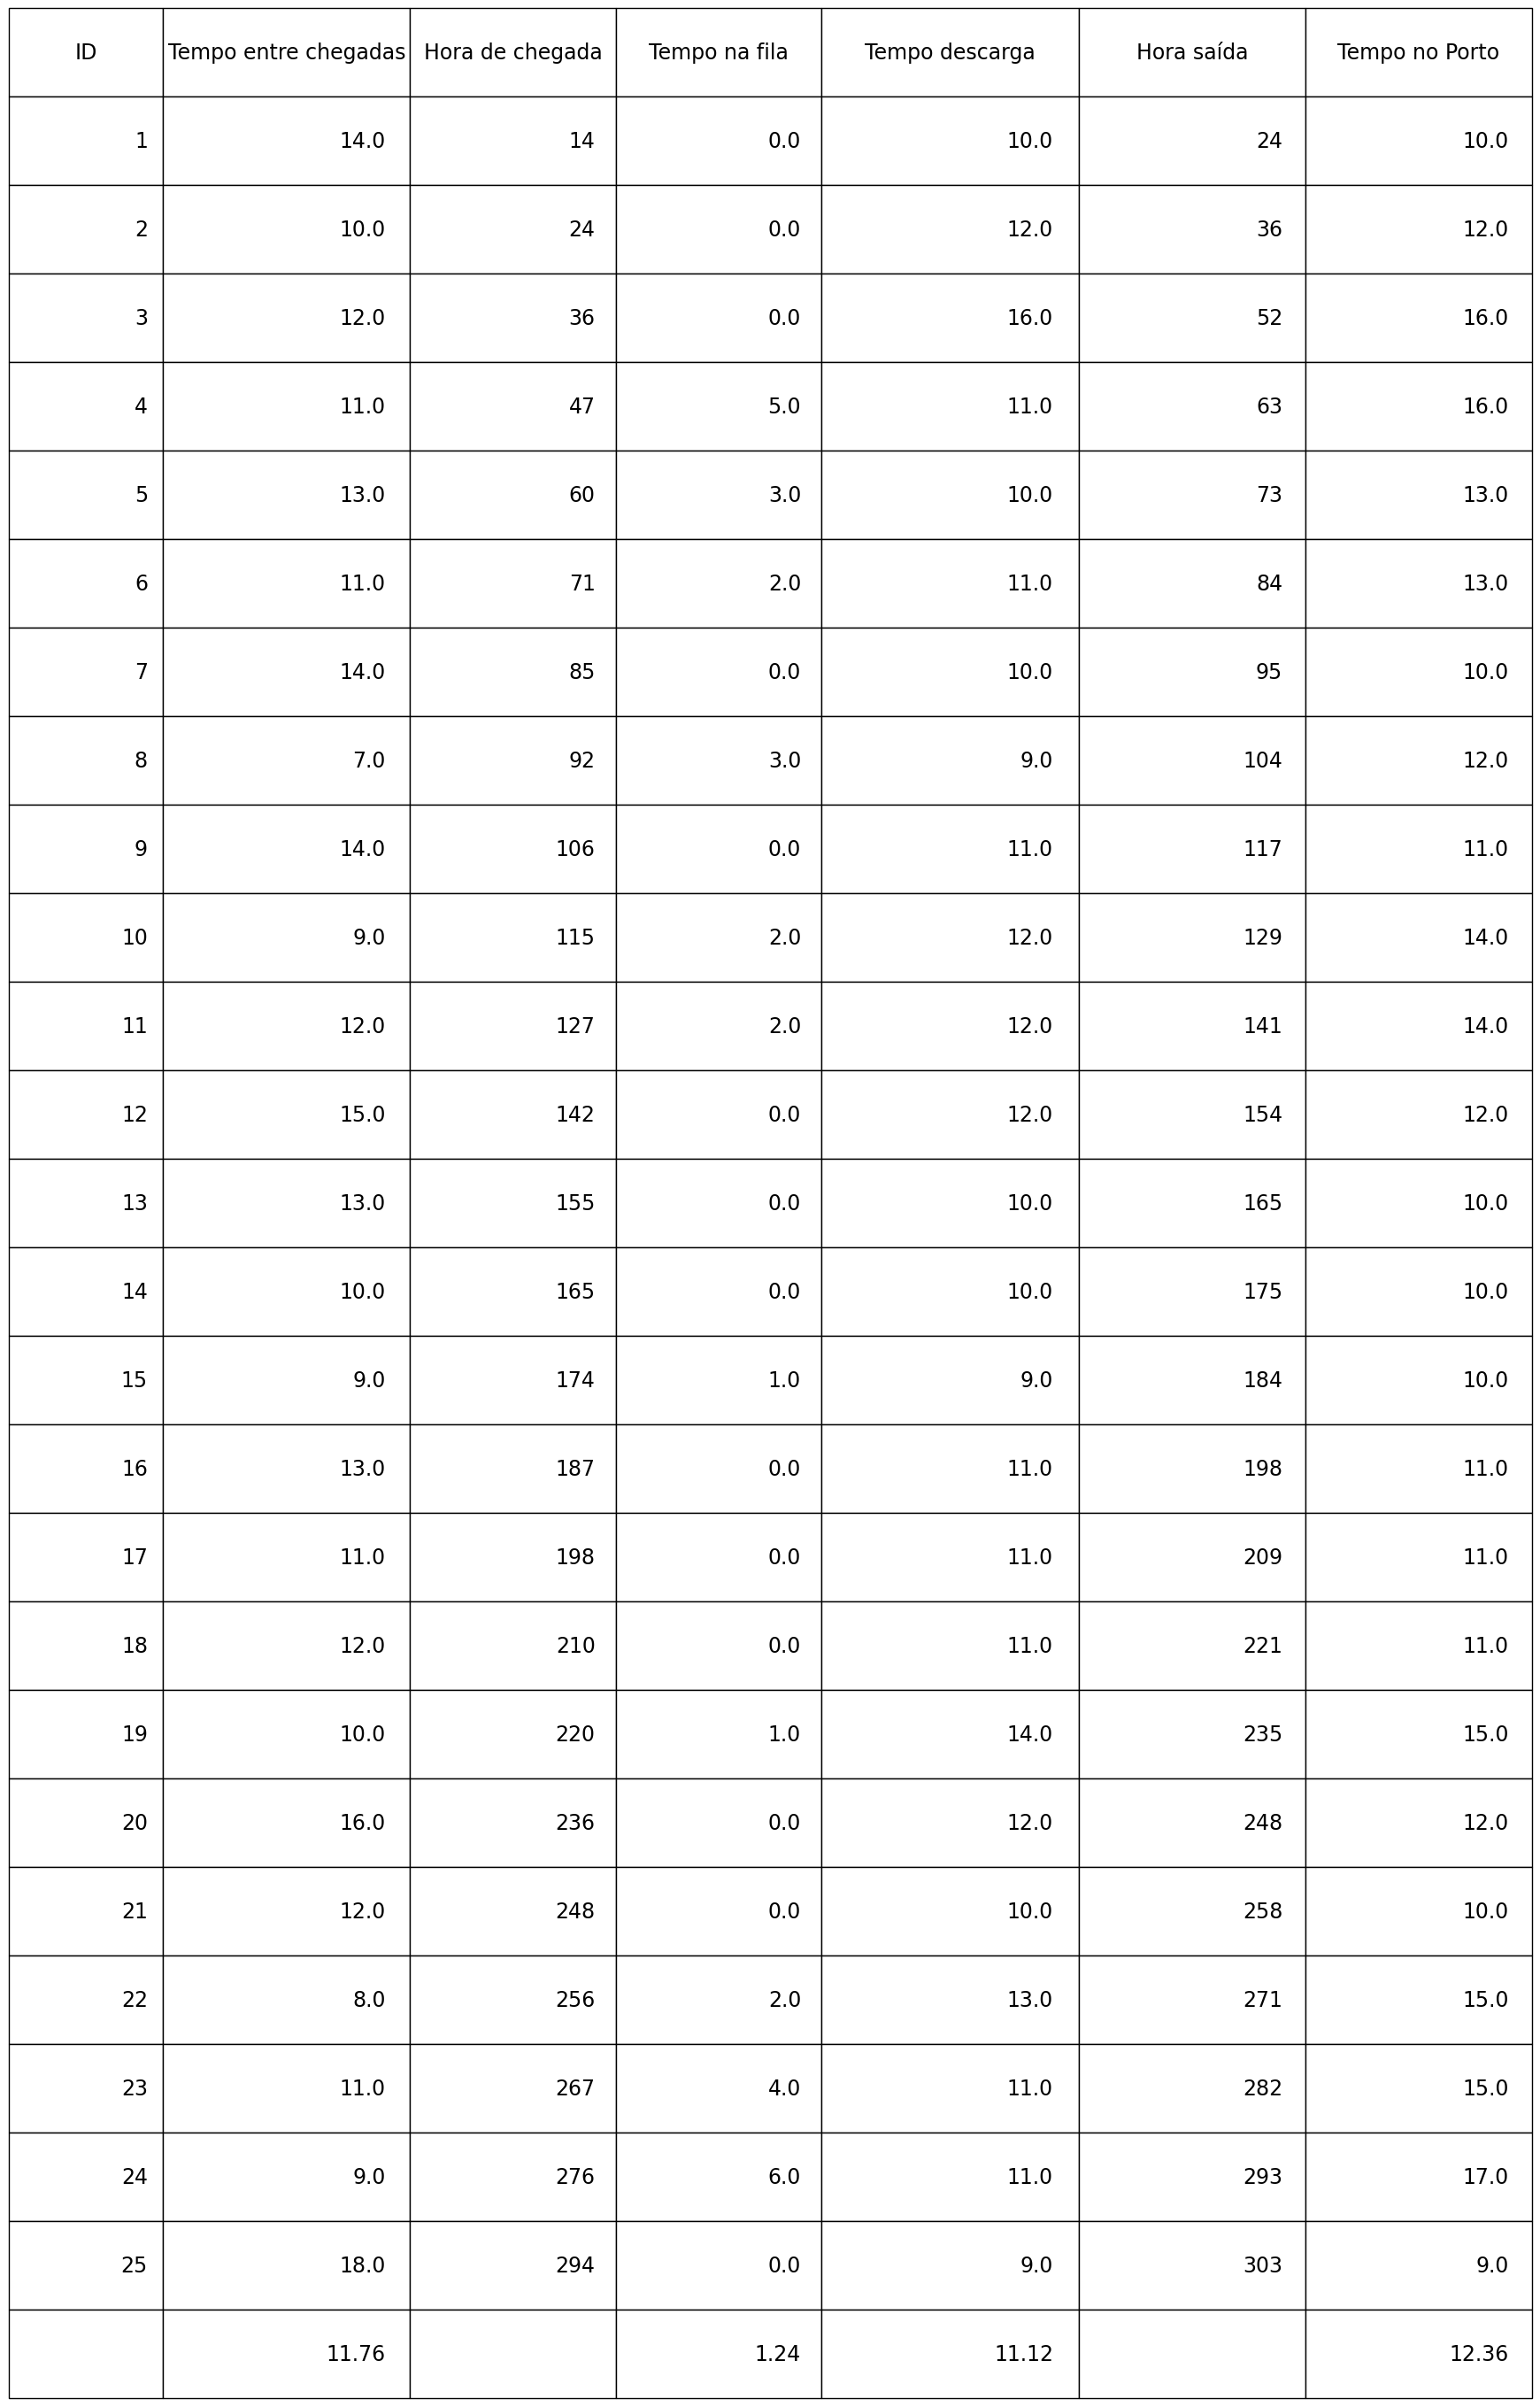 ID Tempo entre chegadas Hora de chegada Tempo na fila Tempo descarga Hora saída Tempo no Porto
1 14.0 14 0.0 10.0 24 10.0
2 10.0 24 0.0 12.0 36 12.0
3 12.0 36 0.0 16.0 52 16.0
4 11.0 47 5.0 11.0 63 16.0
5 13.0 60 3.0 10.0 73 13.0
6 11.0 71 2.0 11.0 84 13.0
7 14.0 85 0.0 10.0 95 10.0
8 7.0 92 3.0 9.0 104 12.0
9 14.0 106 0.0 11.0 117 11.0
10 9.0 115 2.0 12.0 129 14.0
11 12.0 127 2.0 12.0 141 14.0
12 15.0 142 0.0 12.0 154 12.0
13 13.0 155 0.0 10.0 165 10.0
14 10.0 165 0.0 10.0 175 10.0
15 9.0 174 1.0 9.0 184 10.0
16 13.0 187 0.0 11.0 198 11.0
17 11.0 198 0.0 11.0 209 11.0
18 12.0 210 0.0 11.0 221 11.0
19 10.0 220 1.0 14.0 235 15.0
20 16.0 236 0.0 12.0 248 12.0
21 12.0 248 0.0 10.0 258 10.0
22 8.0 256 2.0 13.0 271 15.0
23 11.0 267 4.0 11.0 282 15.0
24 9.0 276 6.0 11.0 293 17.0
25 18.0 294 0.0 9.0 303 9.0
11.76 1.24 11.12 12.36